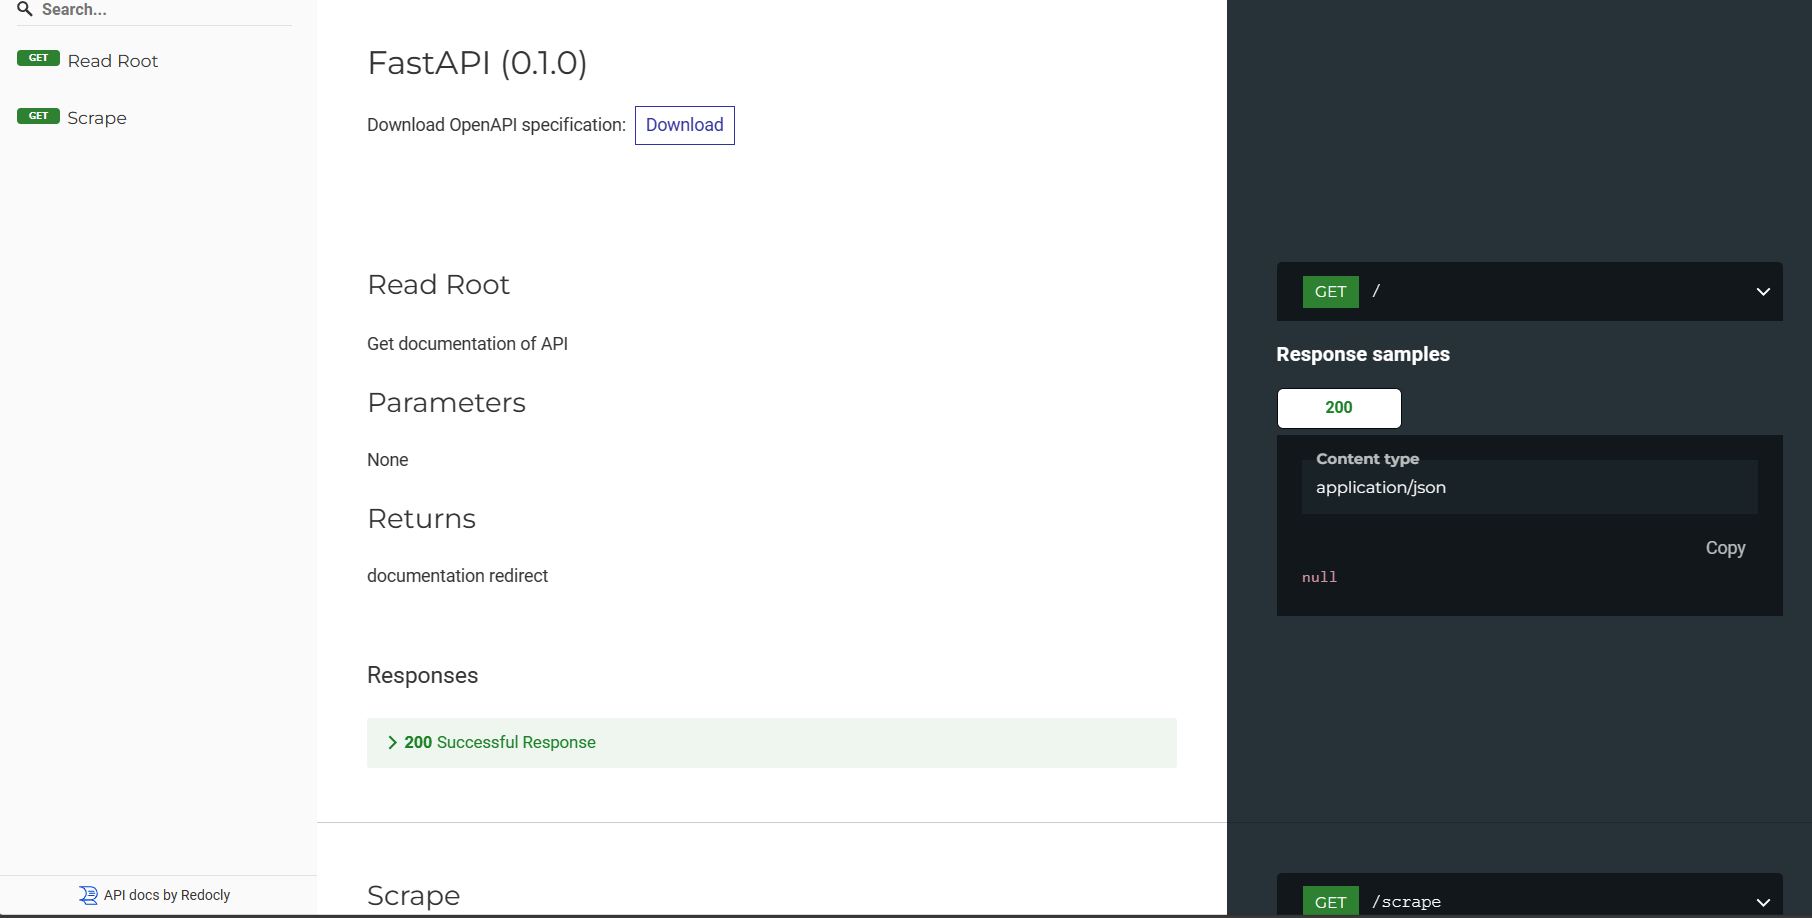 Search...
GET Read Root
GET Scrape
API docs by Redocly
FastAPI (0.1.0)
Download OpenAPI specification: Download
Read Root
Get documentation of API
Parameters
None
Returns
documentation redirect
Responses
200 Successful Response
GET /
Response samples
200
Content type
application/json
Copy
null
Scrape
GET /scrape